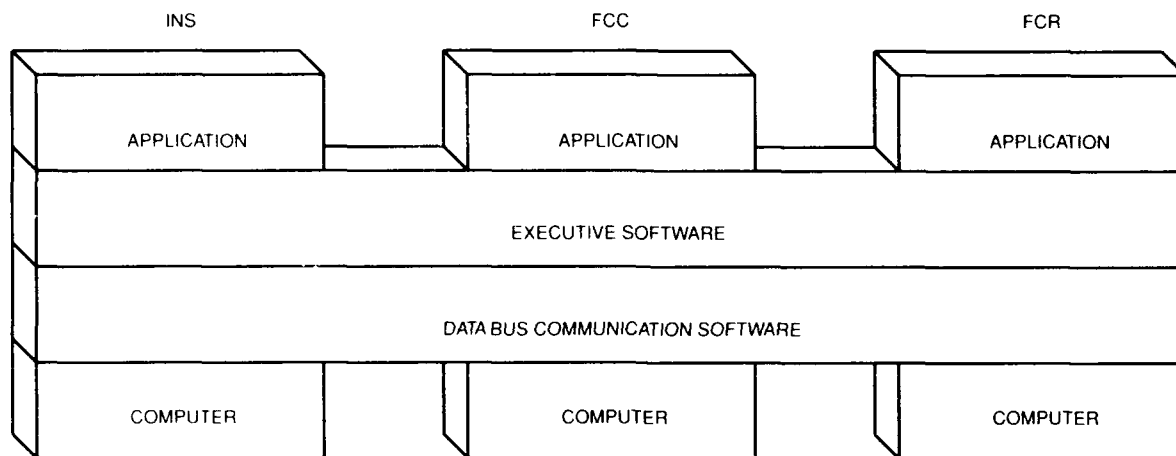 INS FCC FCR
APPLICATION APPLICATION APPLICATION
EXECUTIVE SOFTWARE
DATA BUS COMMUNICATION SOFTWARE
COMPUTER COMPUTER COMPUTER